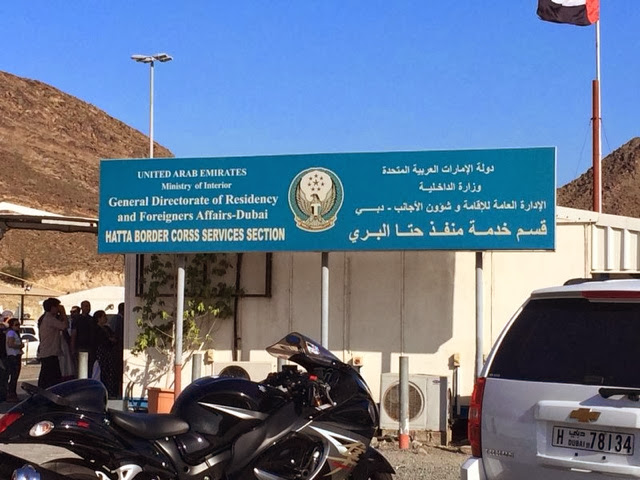 UNITED ARAB EMIRATES
Ministry of Interior
General Directorate of Residency
and Foreigners Affairs-Dubai
HATTA BORDER CORSS SERVICES SECTION
دولة الإمارات العربية المتحدة
وزارة الداخلية
الإدارة العامة للإقامة و شؤون الأجانب - دبي
قسم خدمة منفذ حتا البري
H دبي DUBAI 78134